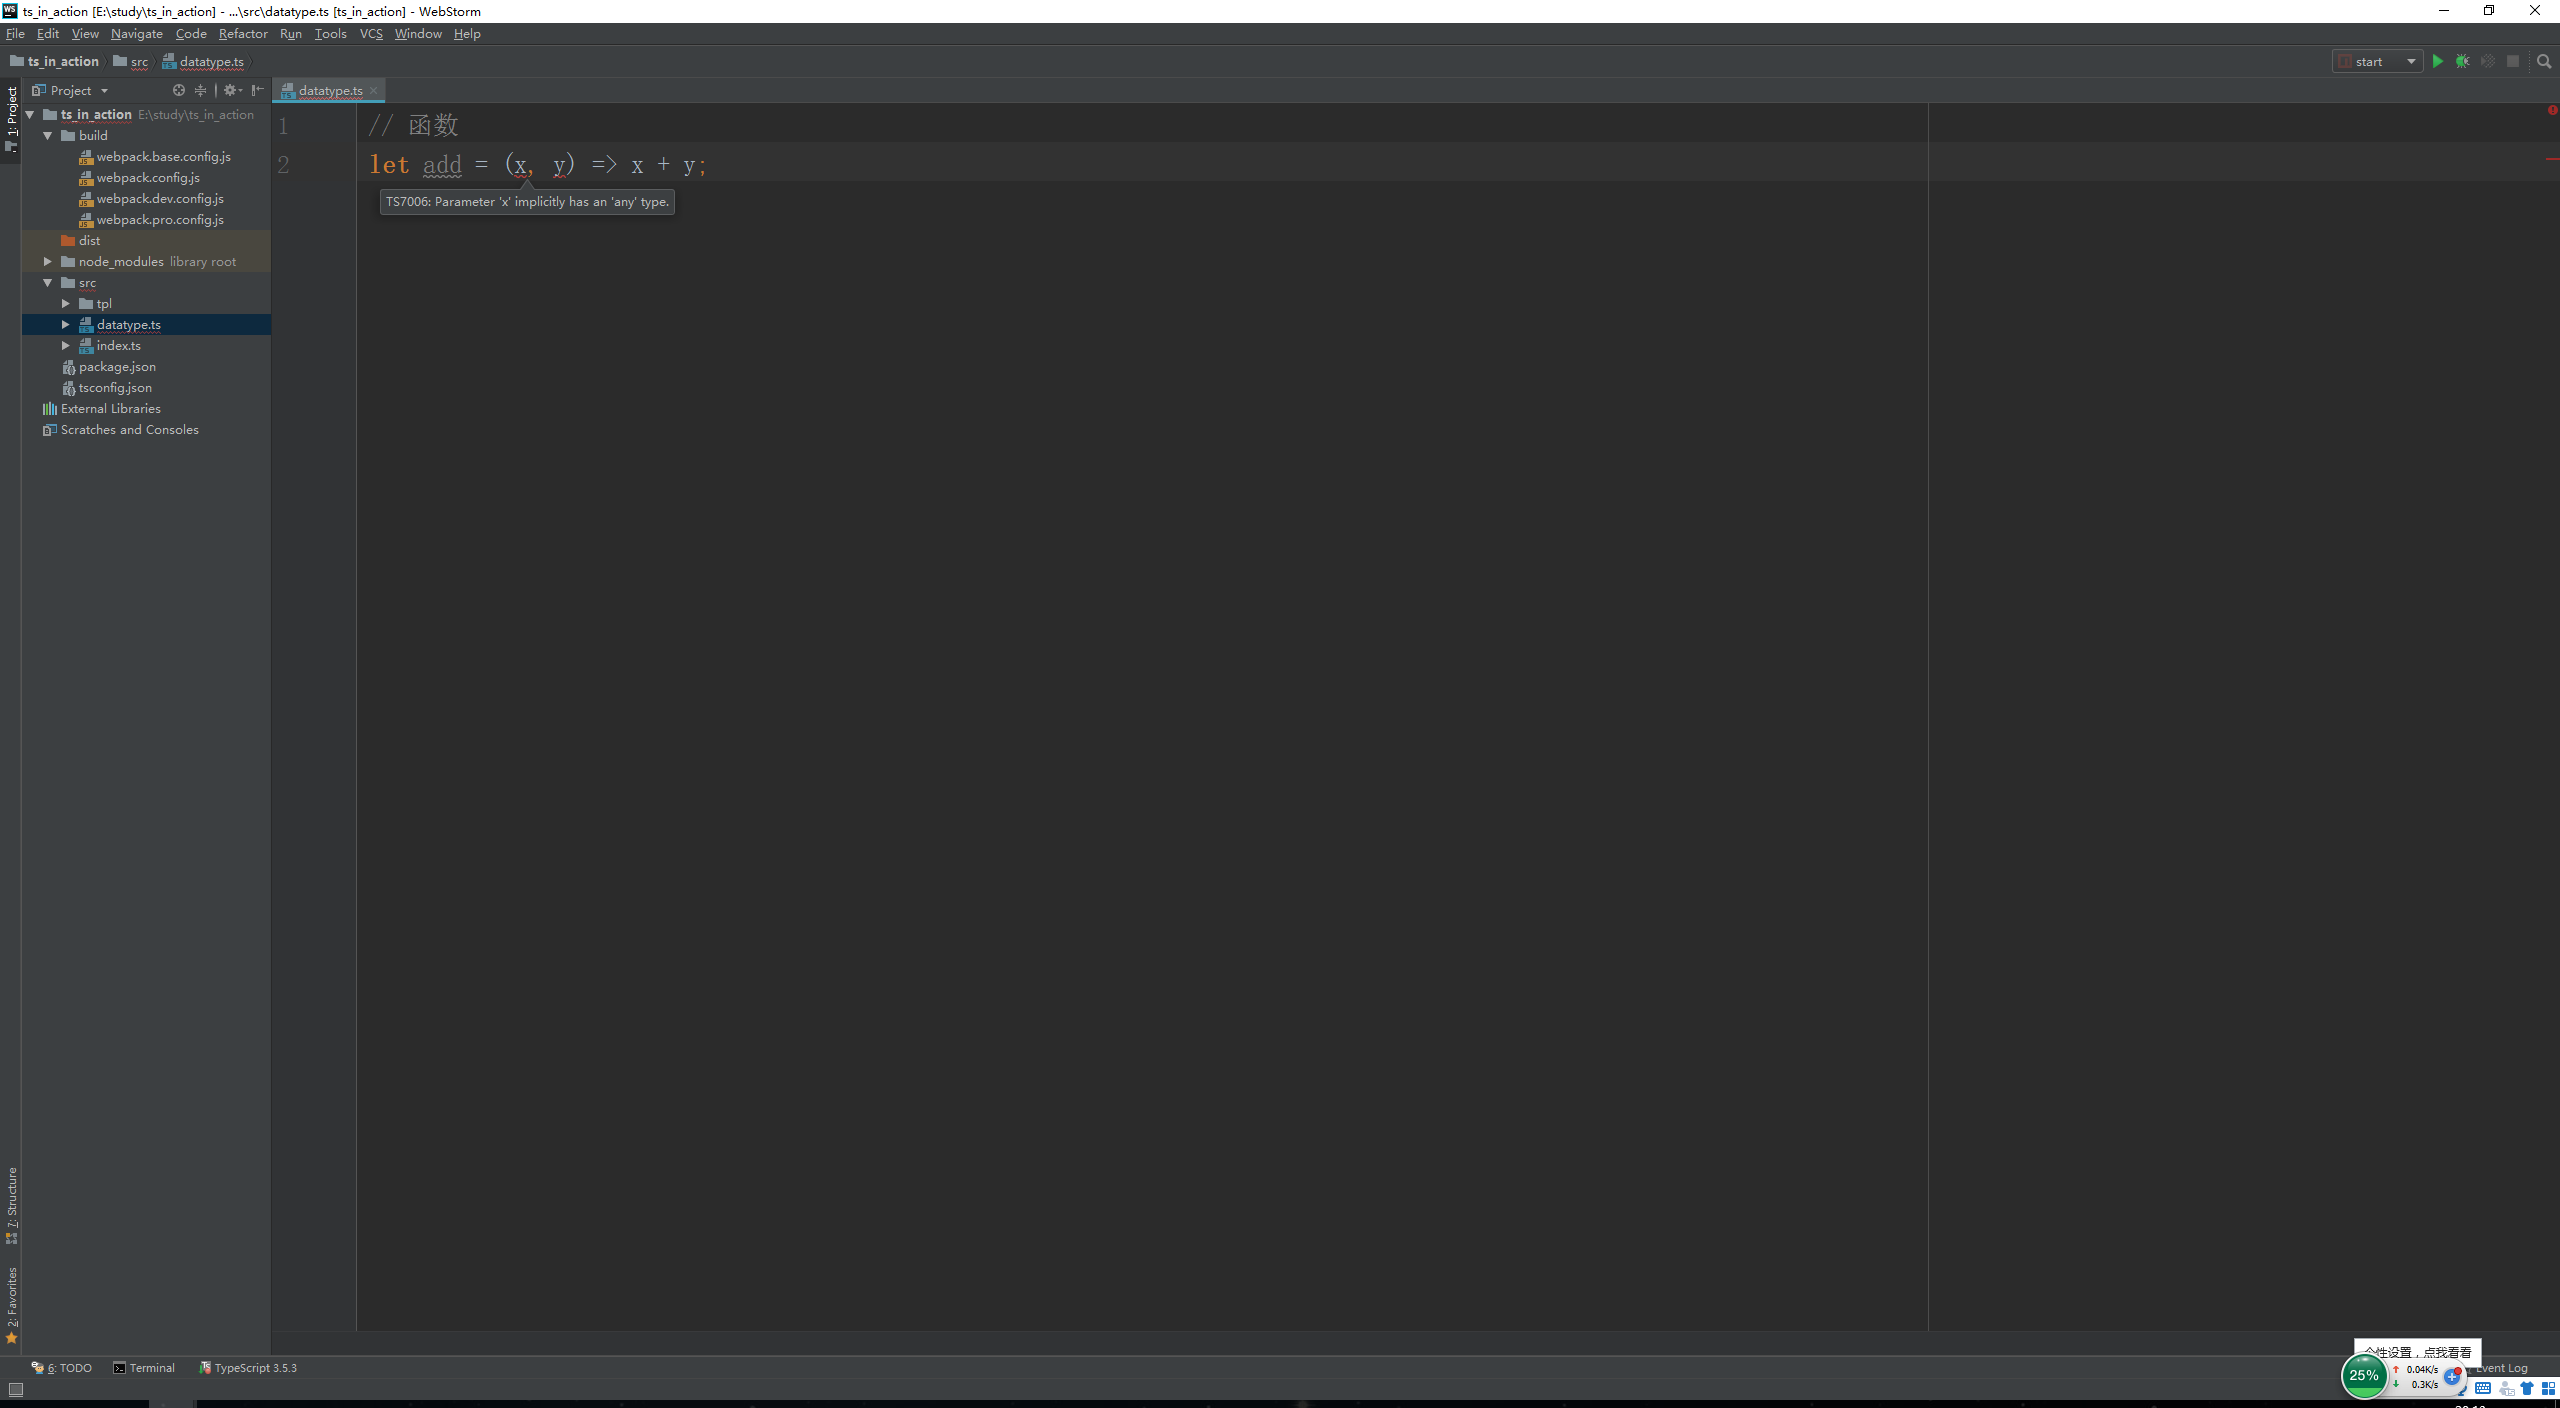 ts_in_action [E:\study\ts_in_action] - ...\src\datatype.ts [ts_in_action] - WebStorm
File Edit View Navigate Code Refactor Run Tools VCS Window Help
ts_in_action src datatype.ts
start
1: Project
Project
datatype.ts
ts_in_action E:\study\ts_in_action
build
webpack.base.config.js
webpack.config.js
webpack.dev.config.js
webpack.pro.config.js
dist
node_modules library root
src
tpl
datatype.ts
index.ts
package.json
tsconfig.json
External Libraries
Scratches and Consoles
1 // 函数
2 let add = (x, y) => x + y;
TS7006: Parameter 'x' implicitly has an 'any' type.
7: Structure
2: Favorites
6: TODO Terminal TypeScript 3.5.3
个性设置，点我看看
Event Log
25%
0.04K/s
0.3K/s